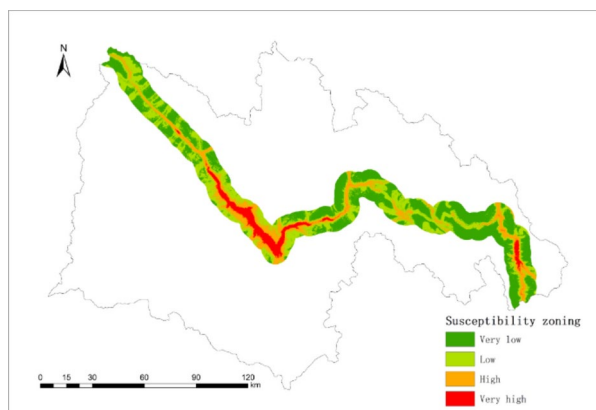 N
Susceptibility zoning
Very low
Low
High
Very high
0 15 30 60 90 120
km